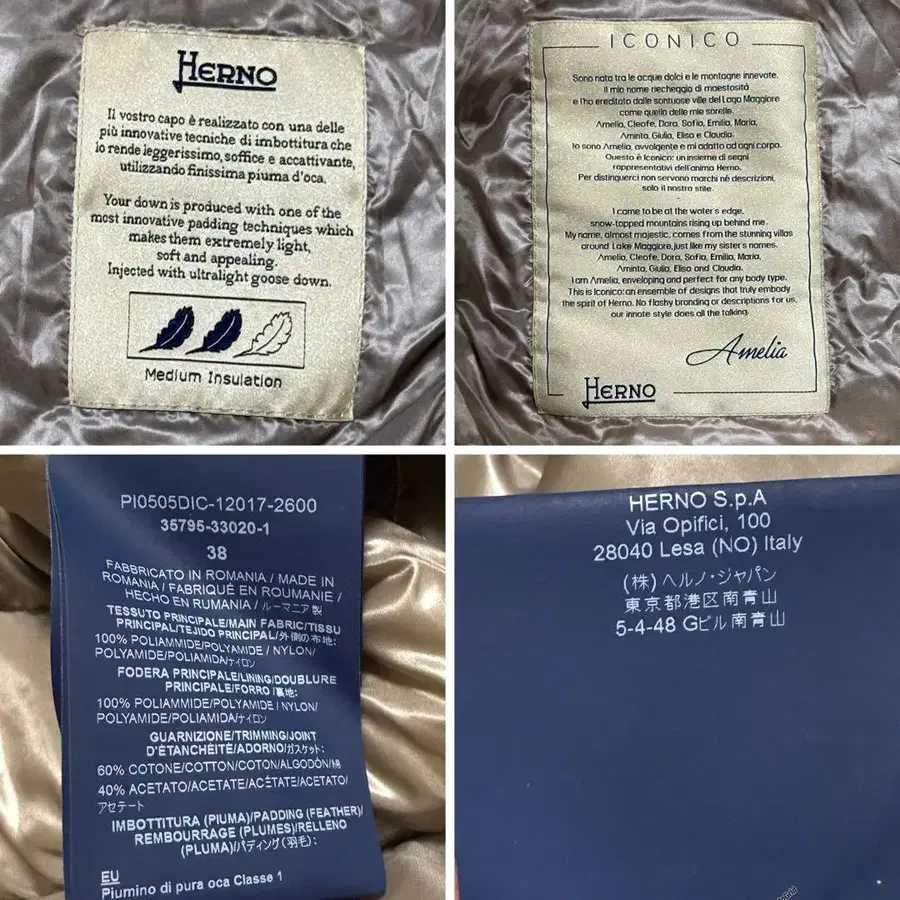 HERNO
Il vostro capo è realizzato con una delle
più innovative tecniche di imbottitura che
lo rende leggerissimo, soffice e accattivante,
utilizzando finissima piuma d'oca.
Your down is produced with one of the
most innovative padding techniques which
makes them extremely light,
soft and appealing.
Injected with ultralight goose down.
Medium Insulation
ICONICO
Sono nata tra le acque dolci e le montagne innevate.
Il mio nome riecheggia di maestosità
e l'ho ereditato dalle sontuose ville del Lago Maggiore
come quello delle mie sorelle.
Amelia, Cleofe, Dora, Sofia, Emilia, Maria,
Aminta, Giulia, Elisa e Claudia.
Io sono Amelia, avvolgente e mi adatto ad ogni corpo.
Questo è Iconico: un insieme di segni
rappresentativi dell'anima Herno.
Per distinguerci non servono marchi né descrizioni,
solo il nostro stile.
I came to be at the water's edge,
snow-topped mountains rising up behind me.
My name, almost majestic, comes from the stunning villas
around Lake Maggiore, just like my sister's names.
Amelia, Cleofe, Dora, Sofia, Emilia, Maria,
Aminta, Giulia, Elisa and Claudia.
I am Amelia, enveloping and perfect for any body type.
This is Iconico: an ensemble of designs that truly embody
the spirit of Herno. No flashy branding or descriptions for us,
our innate style does all the talking.
Amelia
HERNO
PI0505DIC-12017-2600
35795-33020-1
38
FABBRICATO IN ROMANIA / MADE IN
ROMANIA / FABRIQUÉ EN ROUMANIE /
HECHO EN RUMANIA / ルーマニア製
TESSUTO PRINCIPALE/MAIN FABRIC/TISSU
PRINCIPAL/TEJIDO PRINCIPAL/外側の布地:
100% POLIAMMIDE/POLYAMIDE / NYLON/
POLYAMIDE/POLIAMIDA/ナイロン
FODERA PRINCIPALE/LINING/DOUBLURE
PRINCIPALE/FORRO /裏地:
100% POLIAMMIDE/POLYAMIDE / NYLON/
POLYAMIDE/POLIAMIDA/ナイロン
GUARNIZIONE/TRIMMING/JOINT
D'ÉTANCHÉITÉ/ADORNO/ガスケット:
60% COTONE/COTTON/COTON/ALGODÓN/綿
40% ACETATO/ACETATE/ACÉTATE/ACETATO/
アセテート
IMBOTTITURA (PIUMA)/PADDING (FEATHER)/
REMBOURRAGE (PLUMES)/RELLENO
(PLUMA)/パディング (羽毛):
EU
Piumino di pura oca Classe 1
HERNO S.p.A
Via Opifici, 100
28040 Lesa (NO) Italy
(株) ヘルノ・ジャパン
東京都港区南青山
5-4-48 Gビル南青山